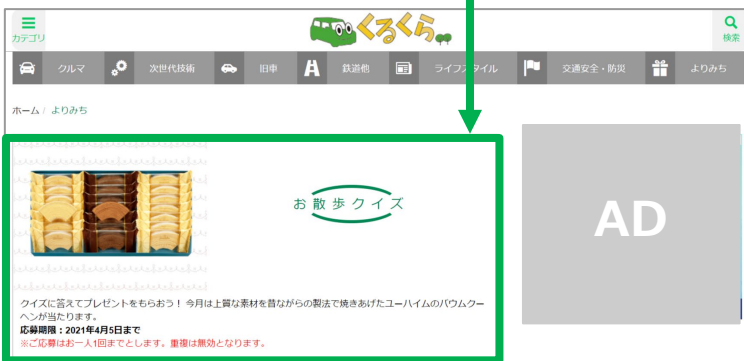 カテゴリ
くるくら
検索
クルマ
次世代技術
旧車
鉄道他
ライフスタイル
交通安全・防災
よりみち
ホーム / よりみち
お散歩クイズ
AD
クイズに答えてプレゼントをもらおう！ 今月は上質な素材を昔ながらの製法で焼きあげたユーハイムのバウムクー
ヘンが当たります。
応募期限：2021年4月5日まで
※ご応募はお一人1回までとします。重複は無効となります。